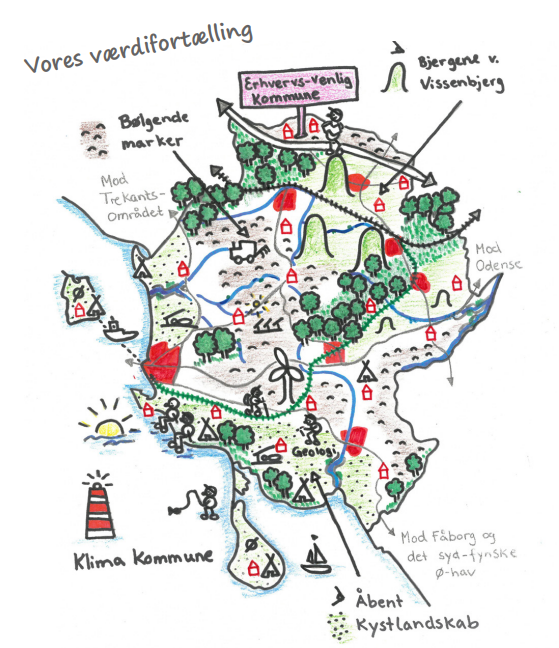 Vores værdifortælling
Erhvervs-venlig
Kommune
Bjergene v.
Vissenbjerg
Bølgende
marker
Mod
Trekants-
området
Mod
Odense
Ø
Geologi
Klima Kommune
Ø
Mod Fåborg og
det syd-fynske
Ø-hav
Åbent
Kystlandskab